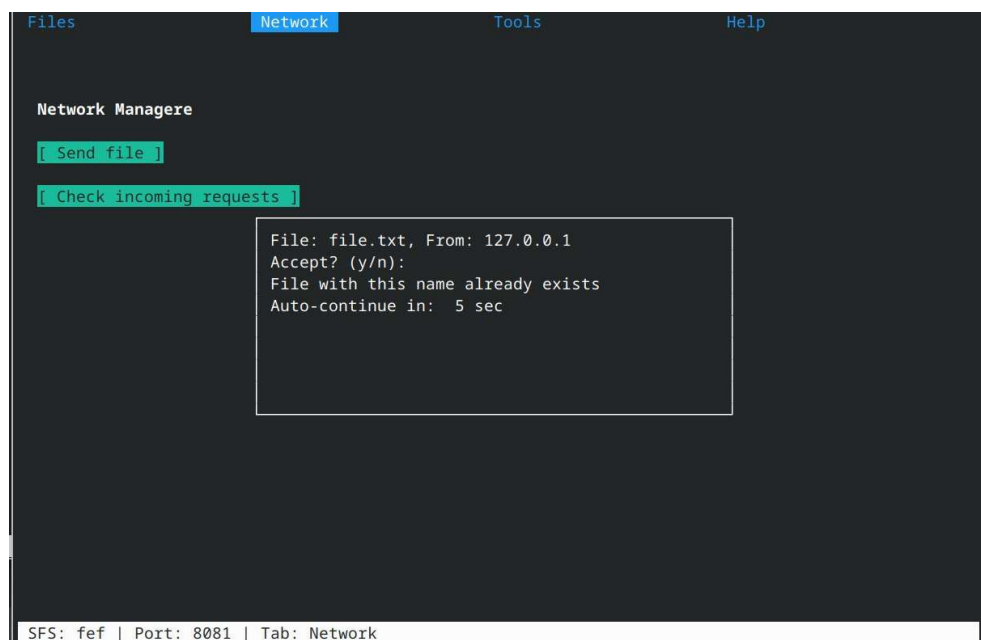 Files Network Tools Help
Network Managere
[ Send file ]
[ Check incoming requests ]
File: file.txt, From: 127.0.0.1
Accept? (y/n):
File with this name already exists
Auto-continue in:  5 sec
SFS: fef | Port: 8081 | Tab: Network